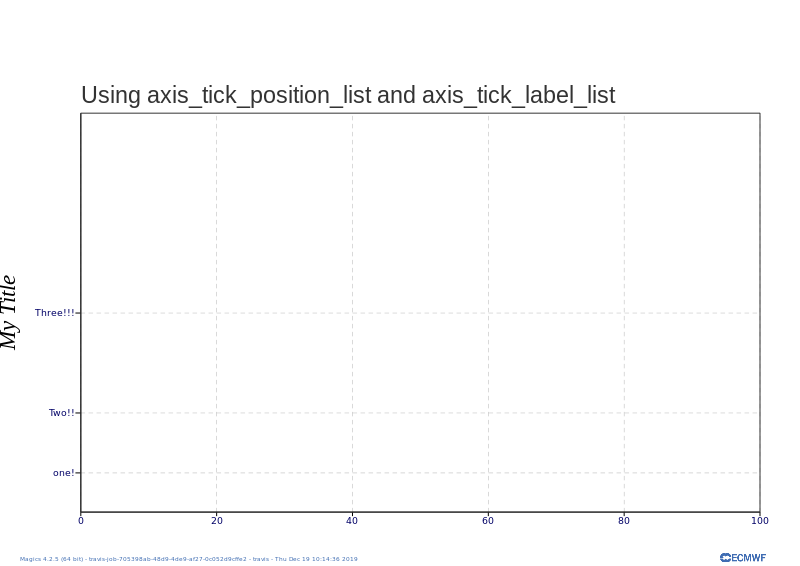 Using axis_tick_position_list and axis_tick_label_list
My Title
Three!!!
Two!!
one!
0 20 40 60 80 100
Magics 4.2.5 (64 bit) - travis-job-705398ab-48d9-4de9-af27-0c052d9cffe2 - travis - Thu Dec 19 10:14:36 2019
ECMWF